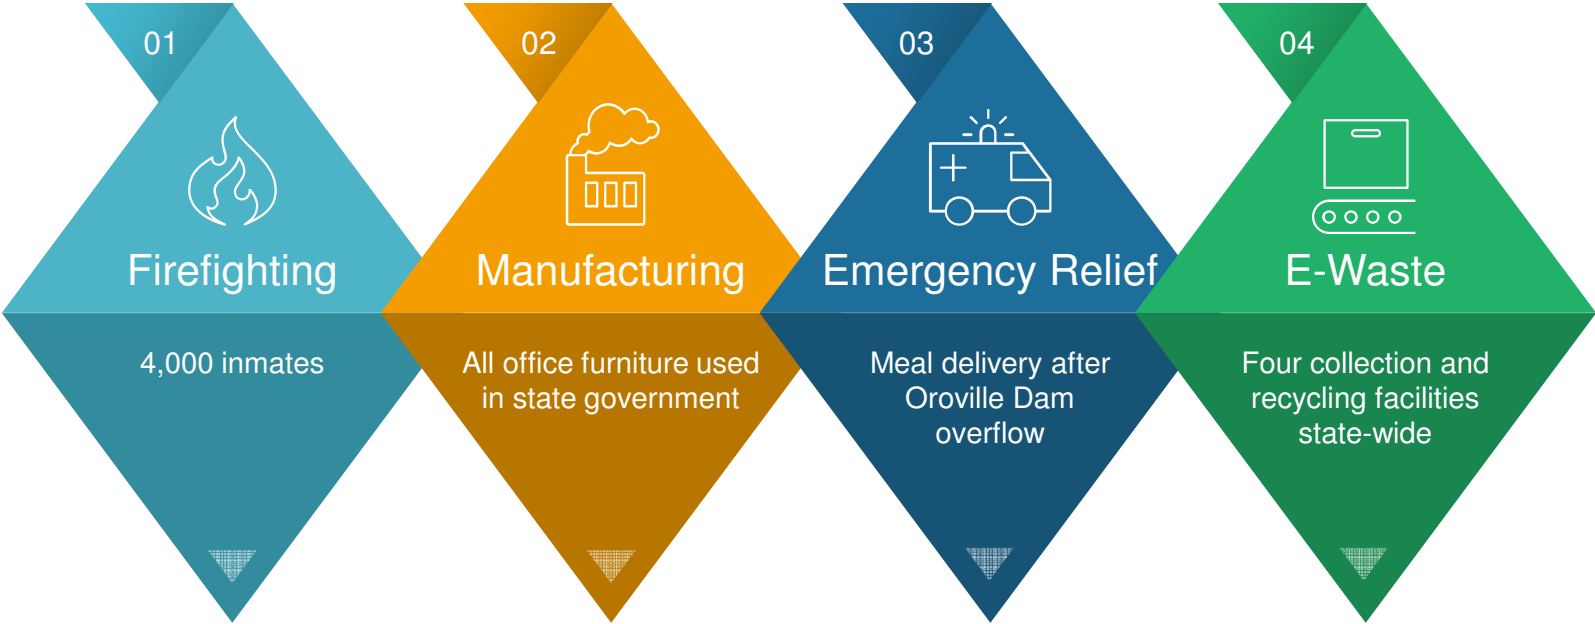 01
Firefighting
4,000 inmates
02
Manufacturing
All office furniture used
in state government
03
Emergency Relief
Meal delivery after
Oroville Dam
overflow
04
E-Waste
Four collection and
recycling facilities
state-wide